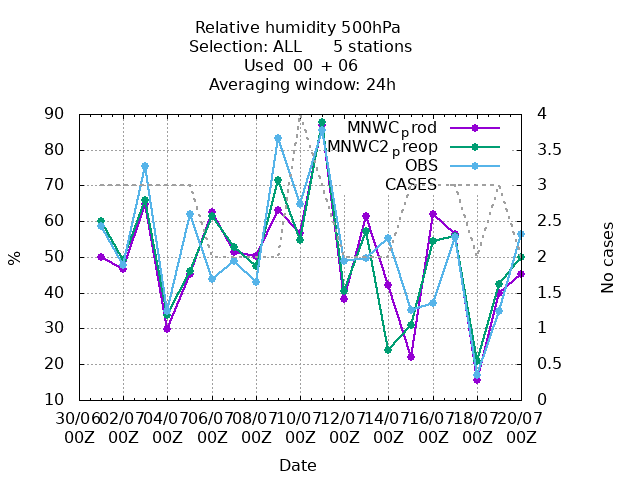 Relative humidity 500hPa
Selection: ALL 5 stations
Used 00 + 06
Averaging window: 24h
90 4
80 3.5
70 3
60 2.5
50 2
40 1.5
30 1
20 0.5
10 0
MNWCprod
MNWC2preop
OBS
CASES
%
No cases
30/06 02/07 04/07 06/07 08/07 10/07 12/07 14/07 16/07 18/07 20/07
00Z 00Z 00Z 00Z 00Z 00Z 00Z 00Z 00Z 00Z 00Z
Date